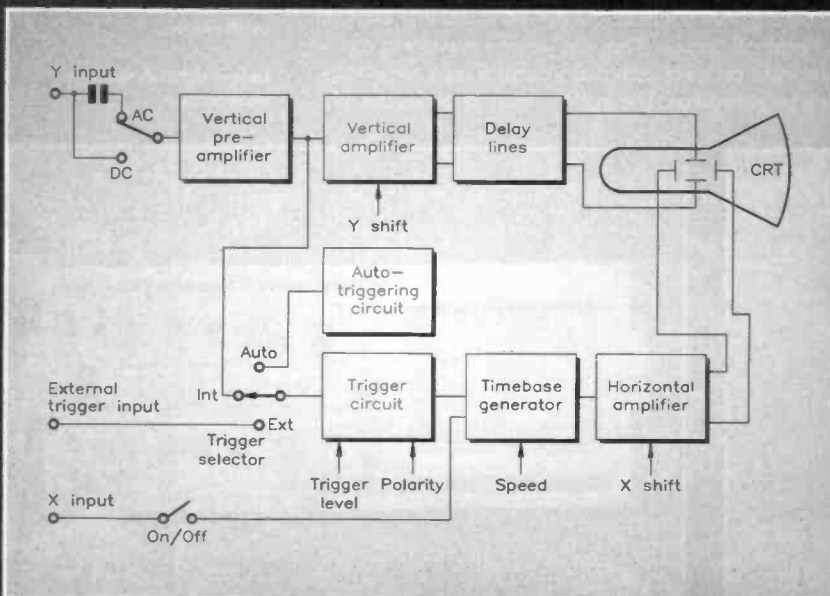 Y input
AC
DC
Vertical
pre-
amplifier
Vertical
amplifier
Delay
lines
CRT
Y shift
Auto-
triggering
circuit
Auto
Int
External
trigger input
Ext
Trigger
selector
Trigger
circuit
Timebase
generator
Horizontal
amplifier
Trigger
level
Polarity
Speed
X shift
X input
On/Off